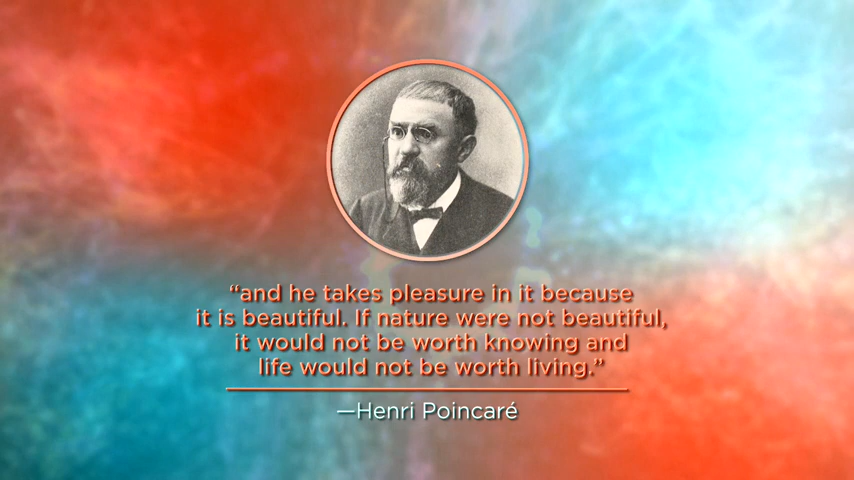 “and he takes pleasure in it because
it is beautiful. If nature were not beautiful,
it would not be worth knowing and
life would not be worth living.”
—Henri Poincaré